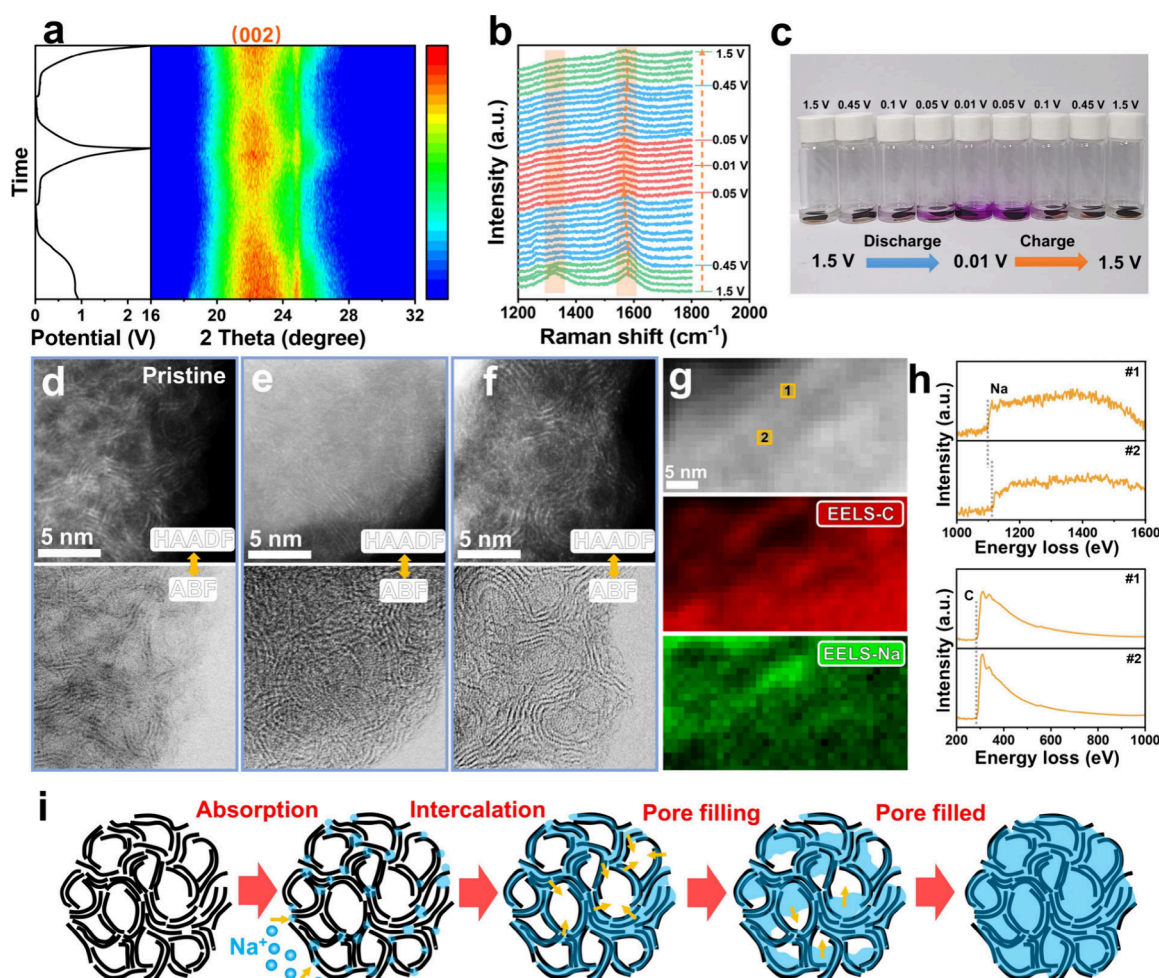 a
(002)
Time
0 1 2 16 20 24 28 32
Potential (V) 2 Theta (degree)
b
Intensity (a.u.)
1.5 V
0.45 V
0.05 V
0.01 V
0.05 V
0.45 V
1.5 V
1200 1400 1600 1800 2000
Raman shift (cm⁻¹)
c
1.5 V 0.45 V 0.1 V 0.05 V 0.01 V 0.05 V 0.1 V 0.45 V 1.5 V
Discharge Charge
1.5 V 0.01 V 1.5 V
d Pristine
5 nm HAADF
ABF
e
5 nm HAADF
ABF
f
5 nm HAADF
ABF
g
1
2
5 nm
EELS-C
EELS-Na
h
Intensity (a.u.)
Na #1
#2
1000 1200 1400 1600
Energy loss (eV)
Intensity (a.u.)
C #1
#2
200 400 600 800 1000
Energy loss (eV)
i
Absorption Intercalation Pore filling Pore filled
Na⁺